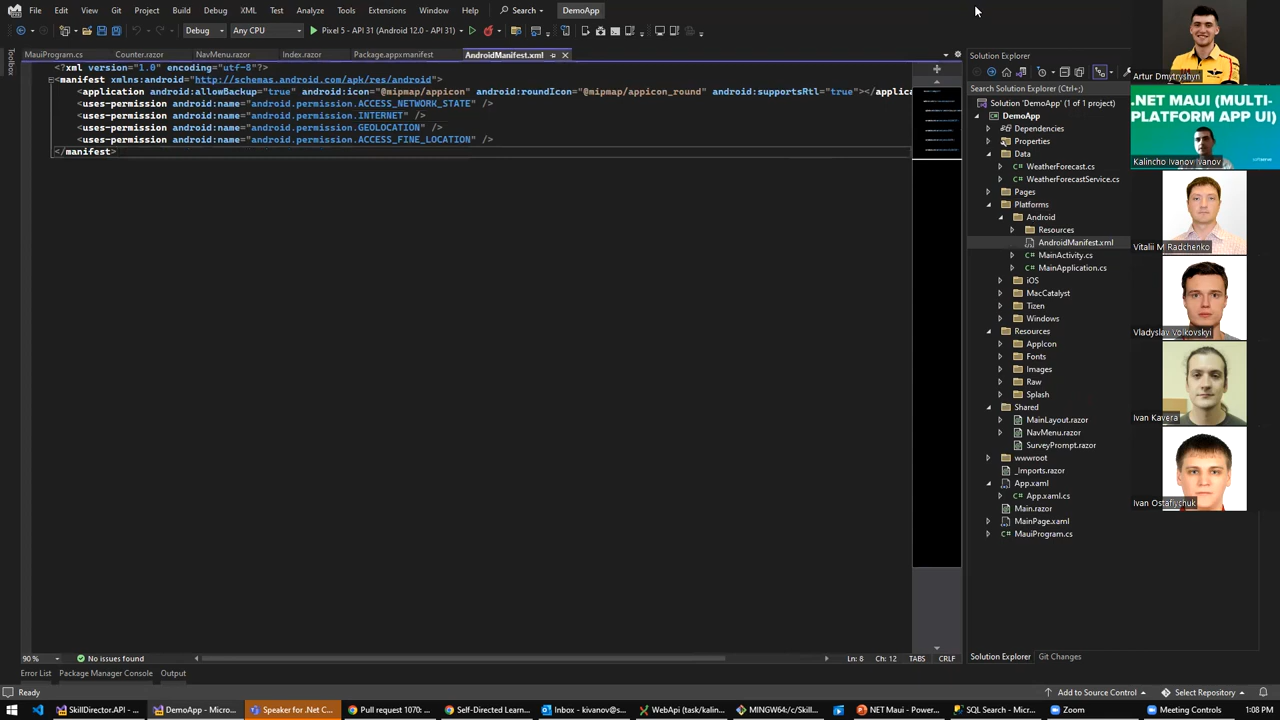 File Edit View Git Project Build Debug XML Test Analyze Tools Extensions Window Help Search DemoApp
Debug Any CPU Pixel 5 - API 31 (Android 12.0 - API 31)
MauiProgram.cs Counter.razor NavMenu.razor Index.razor Package.appxmanifest AndroidManifest.xml
Toolbox
<?xml version="1.0" encoding="utf-8"?>
<manifest xmlns:android="http://schemas.android.com/apk/res/android">
<application android:allowBackup="true" android:icon="@mipmap/appicon" android:roundIcon="@mipmap/appicon_round" android:supportsRtl="true"></applica
<uses-permission android:name="android.permission.ACCESS_NETWORK_STATE" />
<uses-permission android:name="android.permission.INTERNET" />
<uses-permission android:name="android.permission.GEOLOCATION" />
<uses-permission android:name="android.permission.ACCESS_FINE_LOCATION" />
</manifest>
Solution Explorer
Search Solution Explorer (Ctrl+;)
Solution 'DemoApp' (1 of 1 project)
DemoApp
Dependencies
Properties
Data
WeatherForecast.cs
WeatherForecastService.cs
Pages
Platforms
Android
Resources
AndroidManifest.xml
MainActivity.cs
MainApplication.cs
iOS
MacCatalyst
Tizen
Windows
Resources
AppIcon
Fonts
Images
Raw
Splash
Shared
MainLayout.razor
NavMenu.razor
SurveyPrompt.razor
wwwroot
_Imports.razor
App.xaml
App.xaml.cs
Main.razor
MainPage.xaml
MauiProgram.cs
Artur Dmytryshyn
.NET MAUI (MULTI-
PLATFORM APP UI)
softserve
Kalincho Ivanov Ivanov
Vitalii M Radchenko
Vladyslav Volkovskyi
Ivan Kavera
Ivan Ostafiychuk
90 % No issues found Ln: 8 Ch: 12 TABS CRLF
Solution Explorer Git Changes
Error List Package Manager Console Output
Ready Add to Source Control Select Repository
SkillDirector.API - ... DemoApp - Micro... Speaker for .Net C... Pull request 1070: ... Self-Directed Learn... Inbox - kivanov@s... WebApi (task/kalin... MINGW64:/c/Skill... NET Maui - Power... SQL Search - Micr... Zoom Meeting Controls 1:08 PM